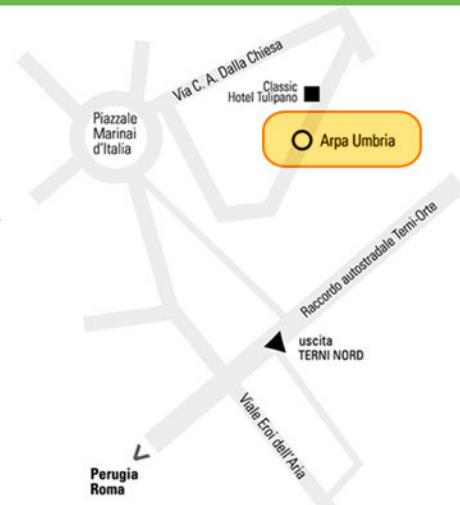 Via C. A. Dalla Chiesa
Classic
Hotel Tulipano
Piazzale
Marinai
d'Italia
Arpa Umbria
Raccordo autostradale Terni-Orte
uscita
TERNI NORD
Viale Eroi dell'Aria
Perugia
Roma